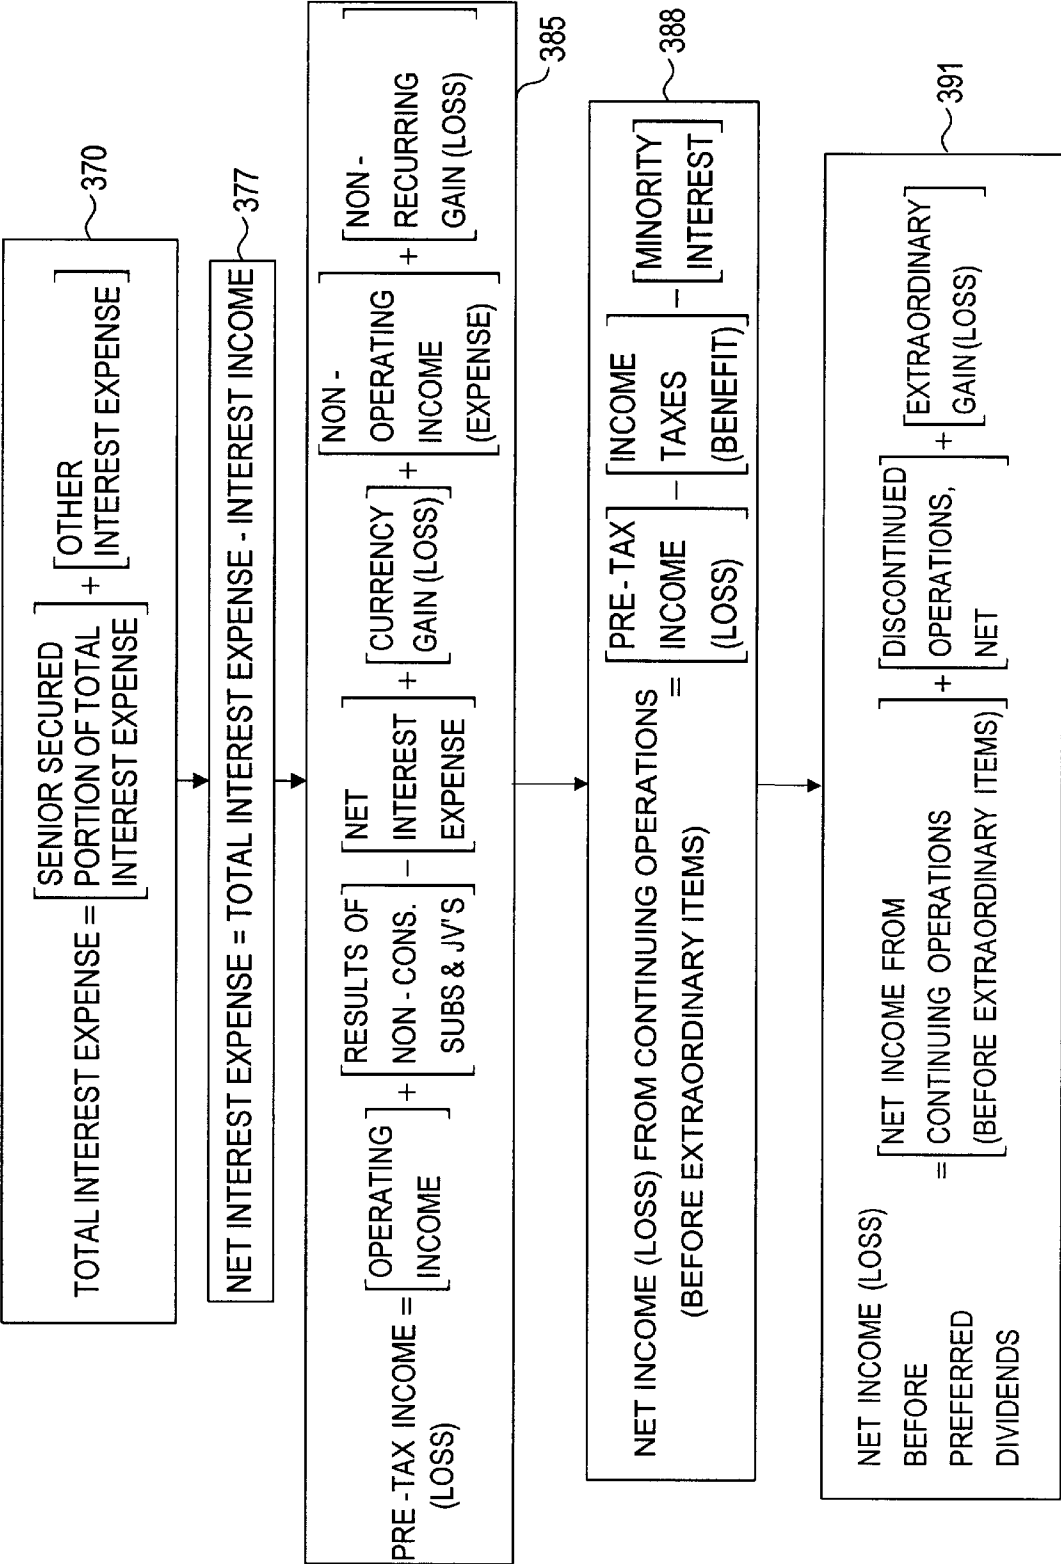 370
TOTAL INTEREST EXPENSE = [SENIOR SECURED PORTION OF TOTAL INTEREST EXPENSE] + [OTHER INTEREST EXPENSE]
377
NET INTEREST EXPENSE = TOTAL INTEREST EXPENSE - INTEREST INCOME
385
PRE-TAX INCOME (LOSS) = [OPERATING INCOME] + [RESULTS OF NON-CONS. SUBS & JV'S] − [NET INTEREST EXPENSE] + [CURRENCY GAIN (LOSS)] + [NON-OPERATING INCOME (EXPENSE)] + [NON-RECURRING GAIN (LOSS)]
388
NET INCOME (LOSS) FROM CONTINUING OPERATIONS (BEFORE EXTRAORDINARY ITEMS) = [PRE-TAX INCOME (LOSS)] − [INCOME TAXES (BENEFIT)] − [MINORITY INTEREST]
391
NET INCOME (LOSS) BEFORE PREFERRED DIVIDENDS = [NET INCOME FROM CONTINUING OPERATIONS (BEFORE EXTRAORDINARY ITEMS)] + [DISCONTINUED OPERATIONS, NET] + [EXTRAORDINARY GAIN (LOSS)]